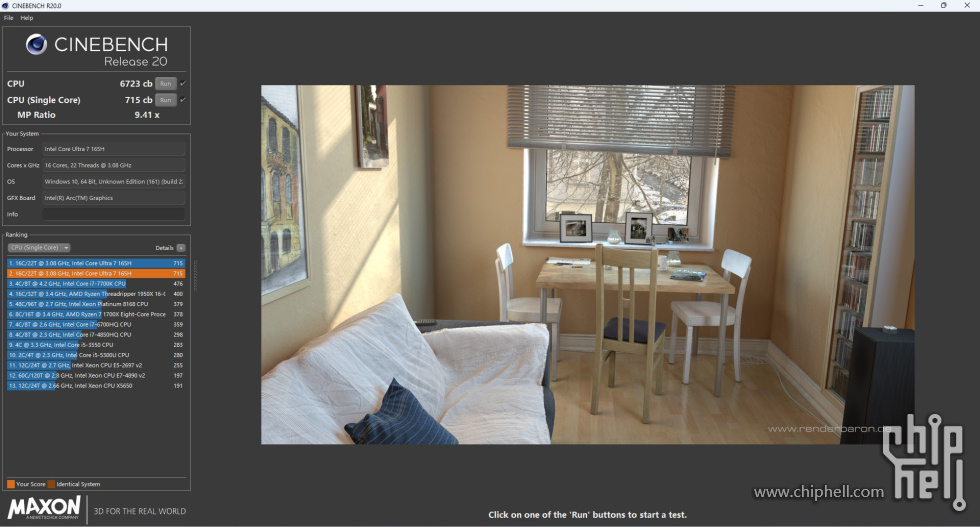 CINEBENCH R20.0
File Help
CINEBENCH
Release 20
CPU 6723 cb Run
CPU (Single Core) 715 cb Run
MP Ratio 9.41 x
Your System
Processor Intel Core Ultra 7 165H
Cores x GHz 16 Cores, 22 Threads @ 3.08 GHz
OS Windows 10, 64 Bit, Unknown Edition (161) (build 2
GFX Board Intel(R) Arc(TM) Graphics
Info
Ranking
CPU (Single Core) Details
1. 16C/22T @ 3.08 GHz, Intel Core Ultra 7 165H 715
2. 16C/22T @ 3.08 GHz, Intel Core Ultra 7 165H 715
3. 4C/8T @ 4.2 GHz, Intel Core i7-7700K CPU 476
4. 16C/32T @ 3.4 GHz, AMD Ryzen Threadripper 1950X 16-C 400
5. 48C/96T @ 2.7 GHz, Intel Xeon Platinum 8168 CPU 379
6. 8C/16T @ 3.4 GHz, AMD Ryzen 7 1700X Eight-Core Proce 378
7. 4C/8T @ 2.6 GHz, Intel Core i7-6700HQ CPU 359
8. 4C/8T @ 2.3 GHz, Intel Core i7-4850HQ CPU
9. 4C @ 3.3 GHz, Intel Core i5-3550 CPU 283
10. 2C/4T @ 2.3 GHz, Intel Core i5-5300U CPU 280
11. 12C/24T @ 2.7 GHz, Intel Xeon CPU E5-2697 v2 255
12. 60C/120T @ 2.8 GHz, Intel Xeon CPU E7-4890 v2 197
13. 12C/24T @ 2.66 GHz, Intel Xeon CPU X5650 191
Your Score Identical System
MAXON
A NEMETSCHEK COMPANY
3D FOR THE REAL WORLD
www.renderbaron.de
chip
hell
www.chiphell.com
Click on one of the 'Run' buttons to start a test.